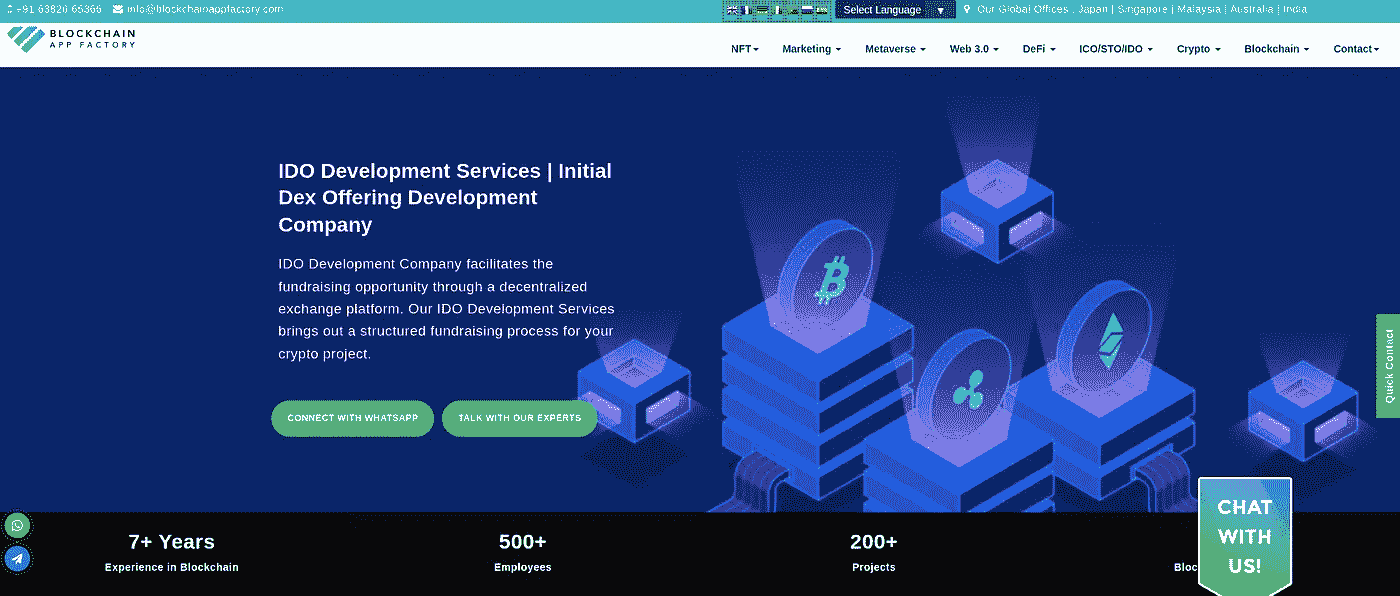 +91 63820 65366 info@blockchainappfactory.com Select Language ▼ Our Global Offices : Japan | Singapore | Malaysia | Australia | India
BLOCKCHAIN
APP FACTORY
NFT Marketing Metaverse Web 3.0 DeFi ICO/STO/IDO Crypto Blockchain Contact
IDO Development Services | Initial
Dex Offering Development
Company
IDO Development Company facilitates the
fundraising opportunity through a decentralized
exchange platform. Our IDO Development Services
brings out a structured fundraising process for your
crypto project.
CONNECT WITH WHATSAPP TALK WITH OUR EXPERTS
Quick Contact
7+ Years 500+ 200+
Experience in Blockchain Employees Projects Bloc
CHAT
WITH
US!